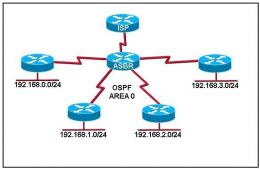 ISP
ASBR
192.168.0.0/24
192.168.3.0/24
OSPF
AREA 0
192.168.1.0/24
192.168.2.0/24